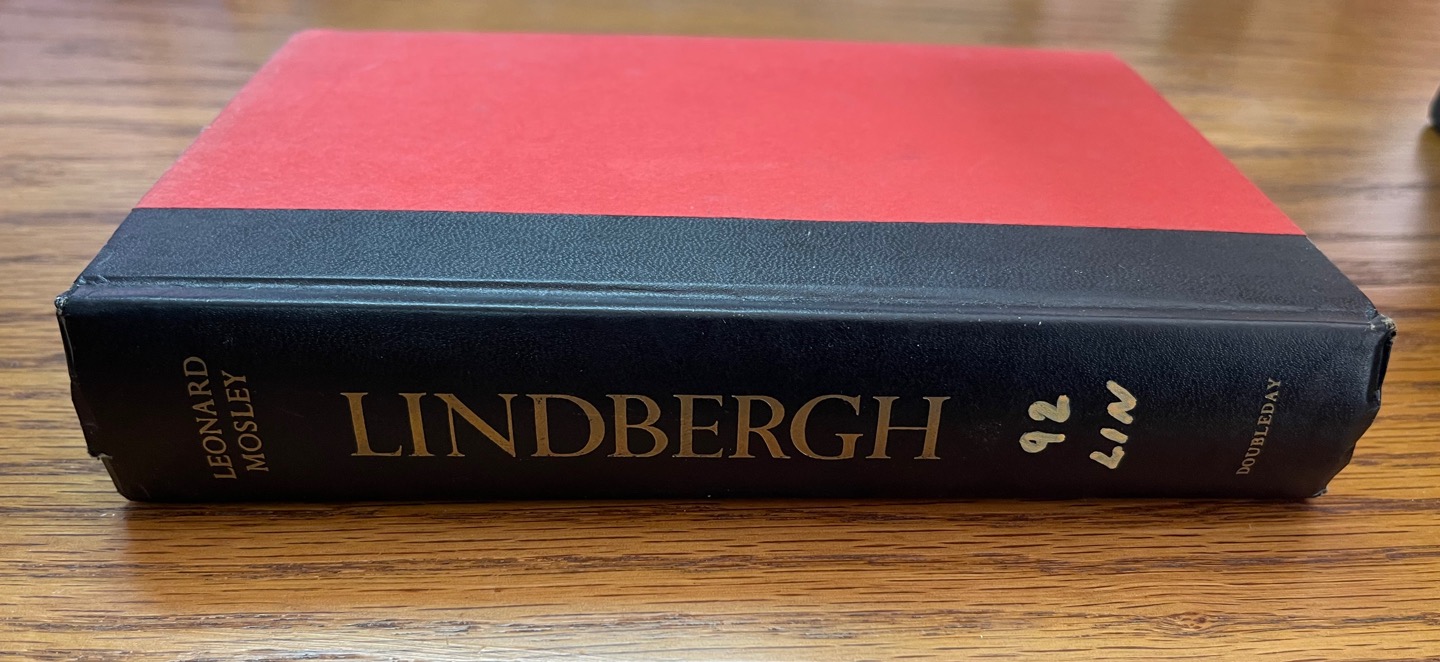 LEONARD
MOSLEY
LINDBERGH
92
LIN
DOUBLEDAY